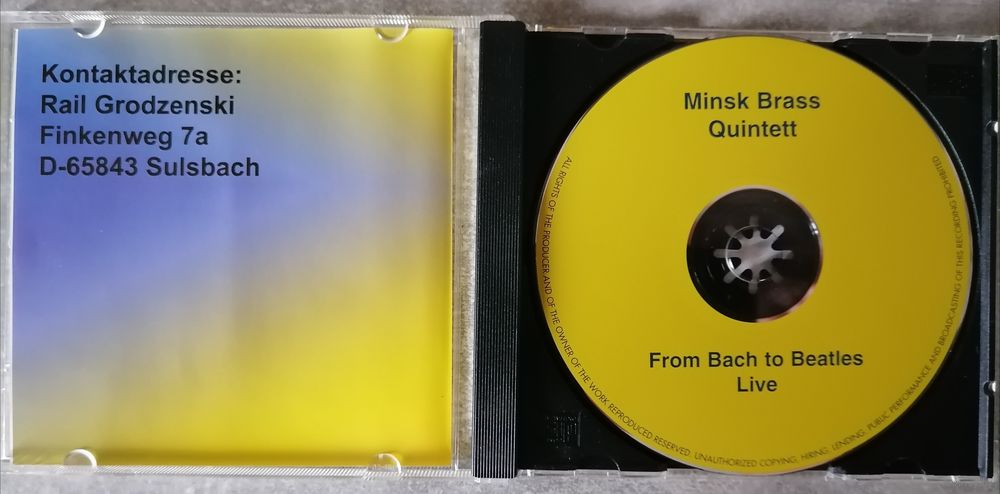 Kontaktadresse:
Rail Grodzenski
Finkenweg 7a
D-65843 Sulsbach
Minsk Brass
Quintett
From Bach to Beatles
Live
ALL RIGHTS OF THE PRODUCER AND OF THE OWNER OF THE WORK REPRODUCED RESERVED. UNAUTHORIZED COPYING, HIRING, LENDING, PUBLIC PERFORMANCE AND BROADCASTING OF THIS RECORDING PROHIBITED